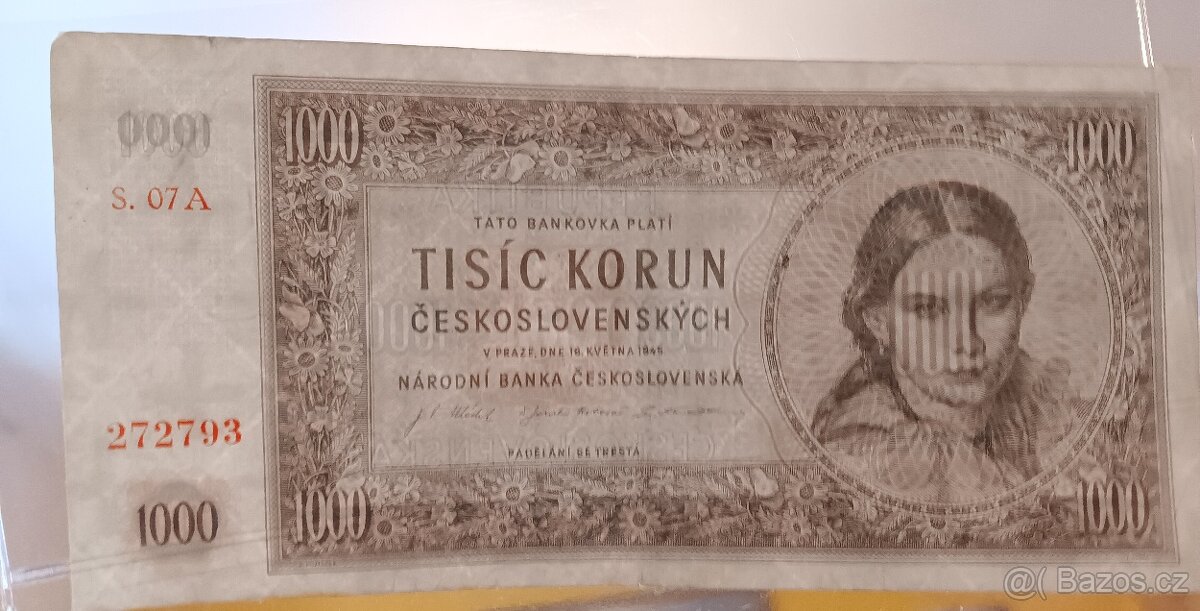 1000
1000
S. 07 A
TATO BANKOVKA PLATÍ
TISÍC KORUN
ČESKOSLOVENSKÝCH
V PRAZE, DNE 16. KVĚTNA 1945
NÁRODNÍ BANKA ČESKOSLOVENSKÁ
PADĚLÁNÍ SE TRESTÁ
272793
1000
1000
1000
@( Bazos.cz